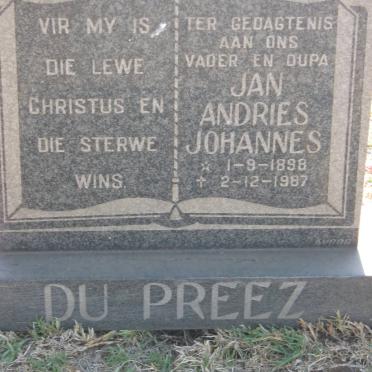 VIR MY IS
DIE LEWE
CHRISTUS EN
DIE STERWE
WINS.
TER GEDAGTENIS
AAN ONS
VADER EN OUPA
JAN
ANDRIES
JOHANNES
☆ 1-9-1898
✝ 2-12-1987
DU PREEZ